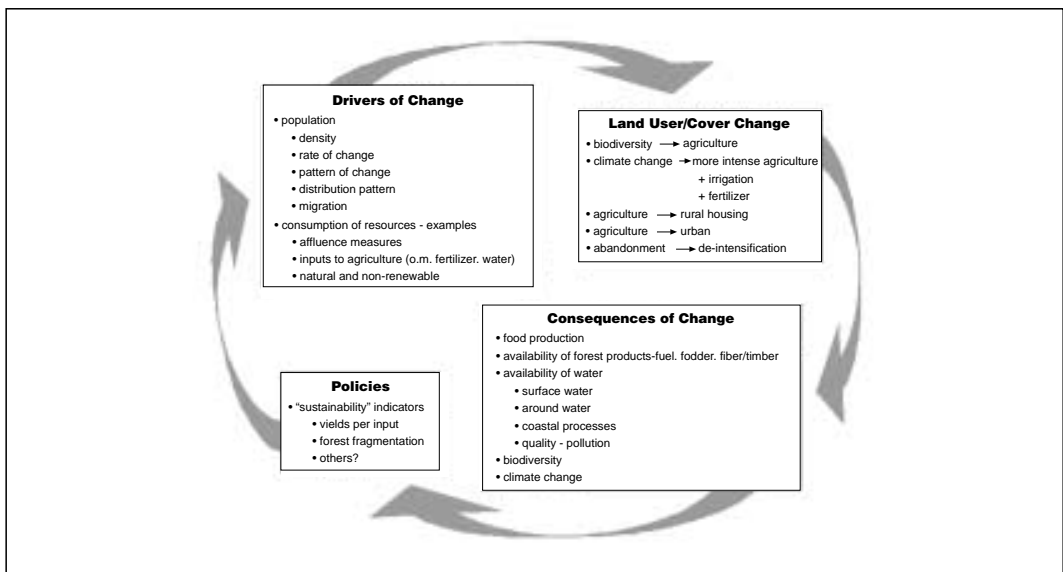 Drivers of Change
• population
• density
• rate of change
• pattern of change
• distribution pattern
• migration
• consumption of resources - examples
• affluence measures
• inputs to agriculture (o.m. fertilizer. water)
• natural and non-renewable
Land User/Cover Change
• biodiversity → agriculture
• climate change → more intense agriculture
+ irrigation
+ fertilizer
• agriculture → rural housing
• agriculture → urban
• abandonment → de-intensification
Consequences of Change
• food production
• availability of forest products-fuel. fodder. fiber/timber
• availability of water
• surface water
• around water
• coastal processes
• quality - pollution
• biodiversity
• climate change
Policies
• “sustainability” indicators
• vields per input
• forest fragmentation
• others?